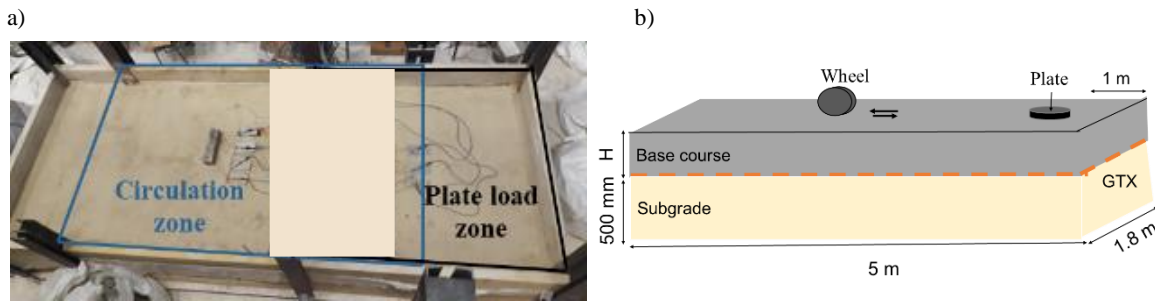 a)
b)
Circulation
zone
Plate load
zone
Wheel
Plate
1 m
H
Base course
GTX
500 mm
Subgrade
1.8 m
5 m